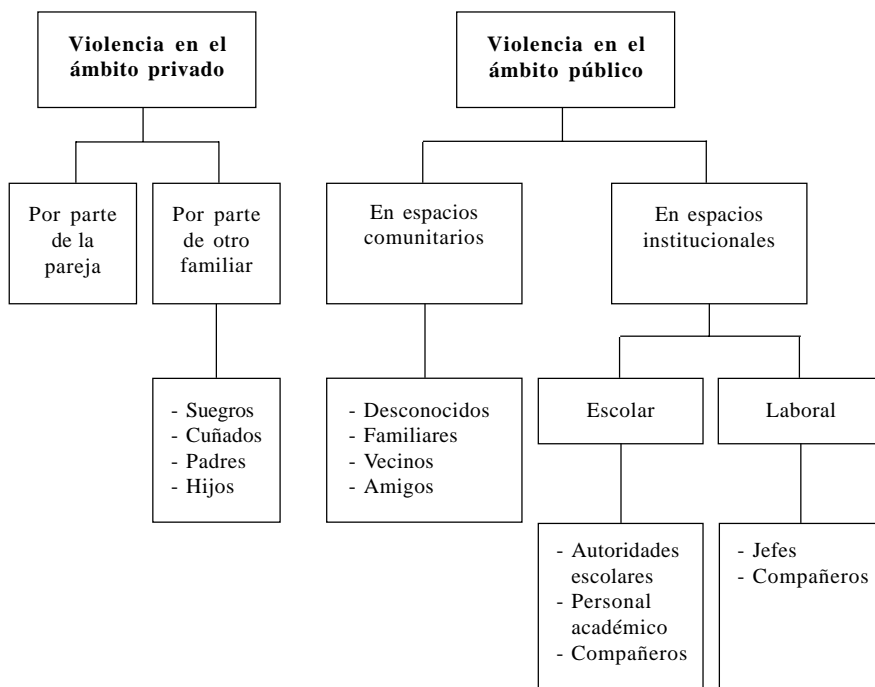 Violencia en el
ámbito privado
Violencia en el
ámbito público
Por parte
de la
pareja
Por parte
de otro
familiar
En espacios
comunitarios
En espacios
institucionales
- Suegros
- Cuñados
- Padres
- Hijos
- Desconocidos
- Familiares
- Vecinos
- Amigos
Escolar
Laboral
- Autoridades
escolares
- Personal
académico
- Compañeros
- Jefes
- Compañeros